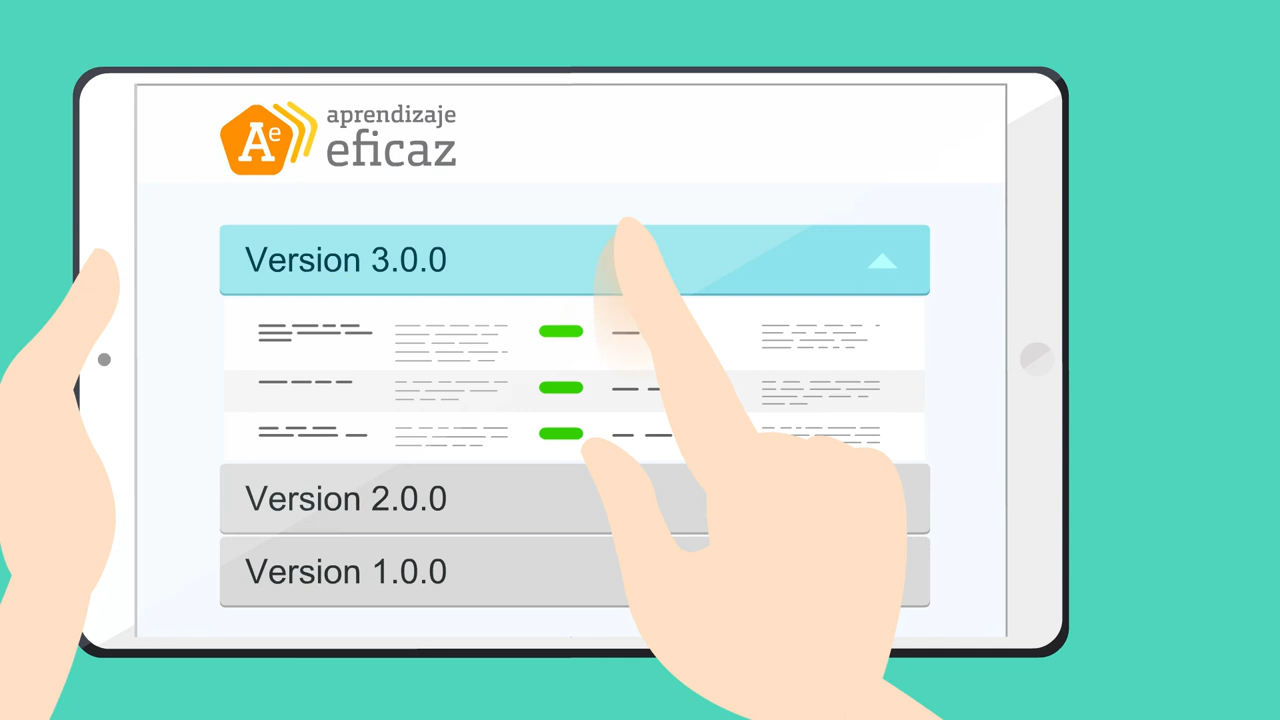 Ae
aprendizaje
eficaz
Version 3.0.0
Version 2.0.0
Version 1.0.0